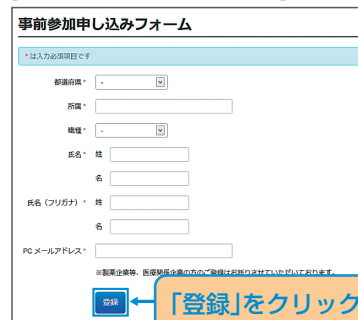 事前参加申し込みフォーム
*は入力必須項目です
都道府県* -
所属*
職種* -
氏名* 姓
名
氏名(フリガナ)* 姓
名
PCメールアドレス*
※製薬企業等、医療関係企業の方のご登録はお断りさせていただいております。
登録
「登録」をクリック